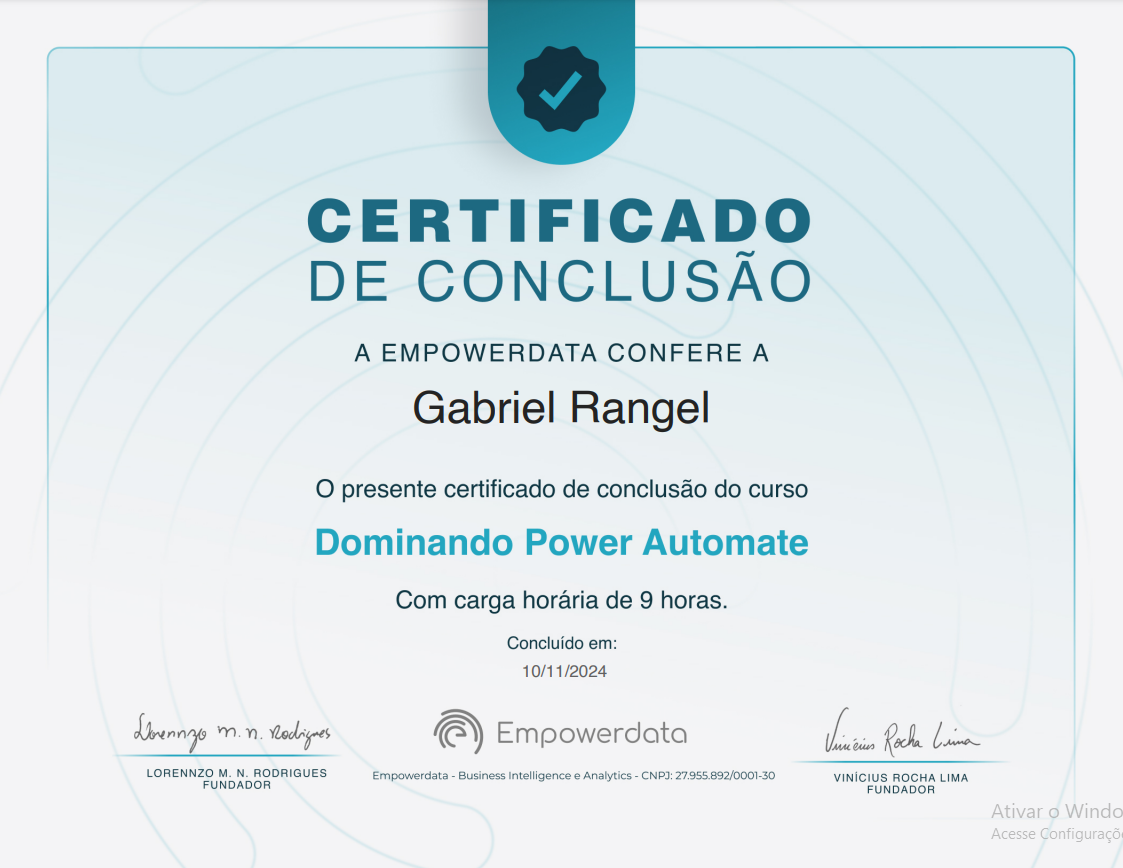 CERTIFICADO
DE CONCLUSÃO
A EMPOWERDATA CONFERE A
Gabriel Rangel
O presente certificado de conclusão do curso
Dominando Power Automate
Com carga horária de 9 horas.
Concluído em:
10/11/2024
Lorennzo M. N. Rodrigues
LORENNZO M. N. RODRIGUES
FUNDADOR
Empowerdata
Empowerdata - Business Intelligence e Analytics - CNPJ: 27.955.892/0001-30
Vinícius Rocha Lima
VINÍCIUS ROCHA LIMA
FUNDADOR
Ativar o Windo
Acesse Configuraçõ